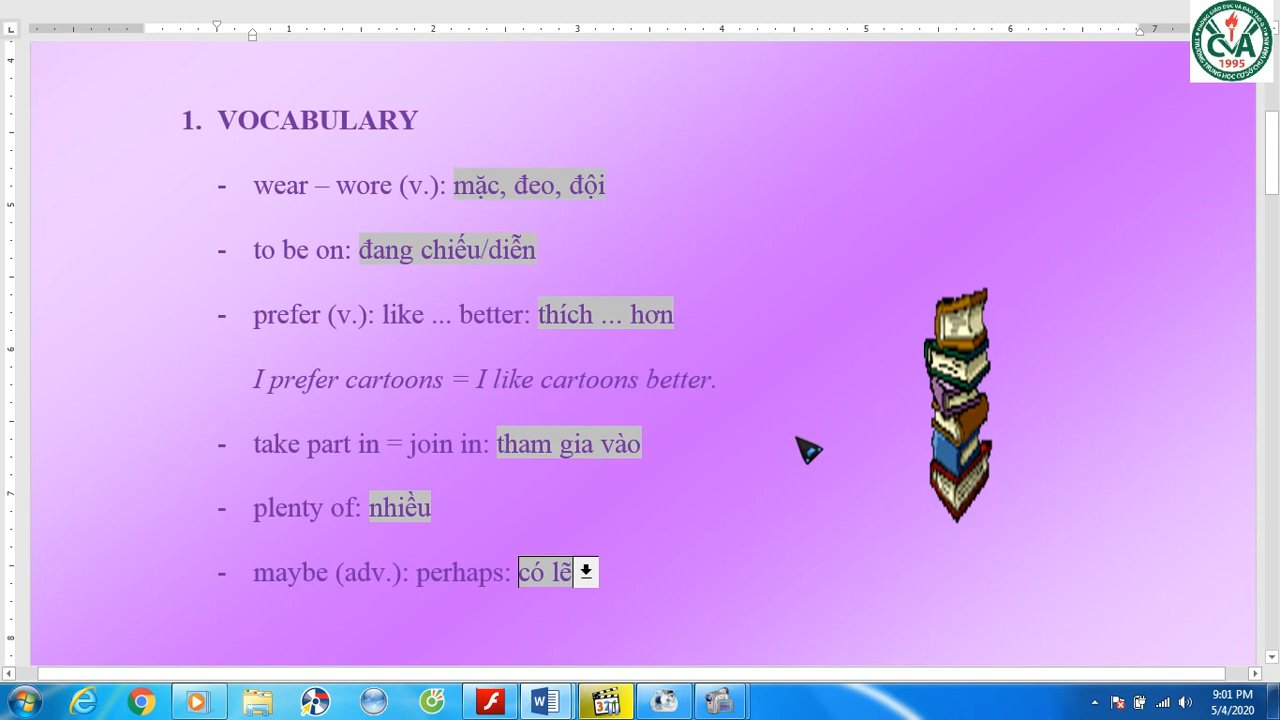 1. VOCABULARY
- wear – wore (v.): mặc, đeo, đội
- to be on: đang chiếu/diễn
- prefer (v.): like ... better: thích ... hơn
I prefer cartoons = I like cartoons better.
- take part in = join in: tham gia vào
- plenty of: nhiều
- maybe (adv.): perhaps: có lẽ
CVA
1995
9:01 PM
5/4/2020